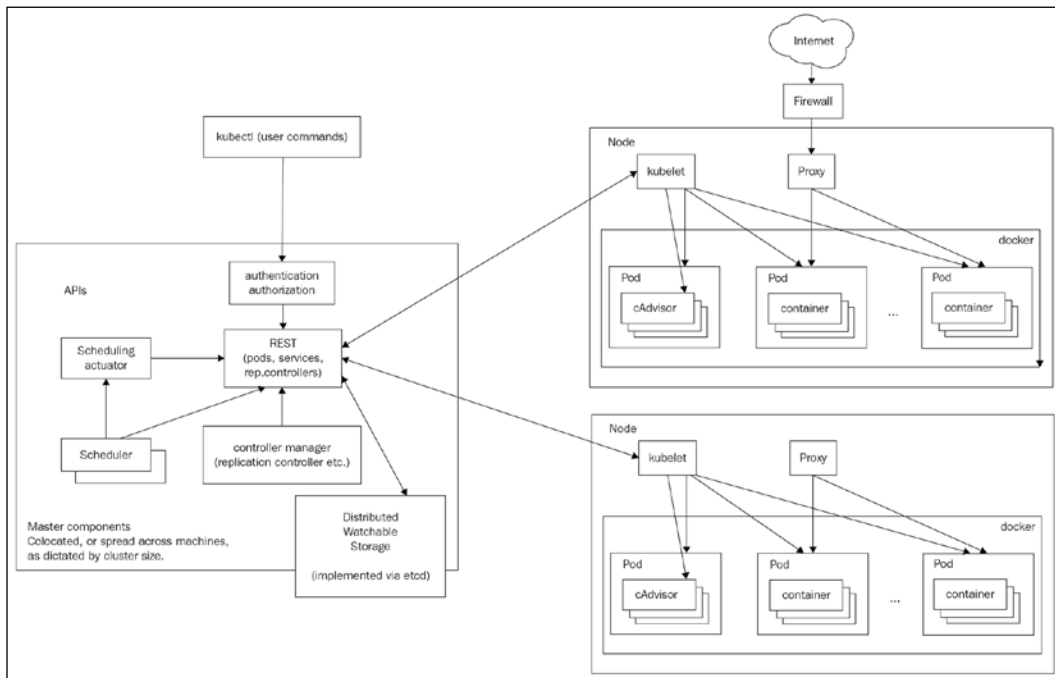 Internet
Firewall
kubectl (user commands)
Node
kubelet
Proxy
docker
Pod
cAdvisor
Pod
container
...
Pod
container
APIs
authentication
authorization
REST
(pods, services,
rep.controllers)
Scheduling
actuator
Scheduler
controller manager
(replication controller etc.)
Distributed
Watchable
Storage
(implemented via etcd)
Master components
Colocated, or spread across machines,
as dictated by cluster size.
Node
kubelet
Proxy
docker
Pod
cAdvisor
Pod
container
...
Pod
container